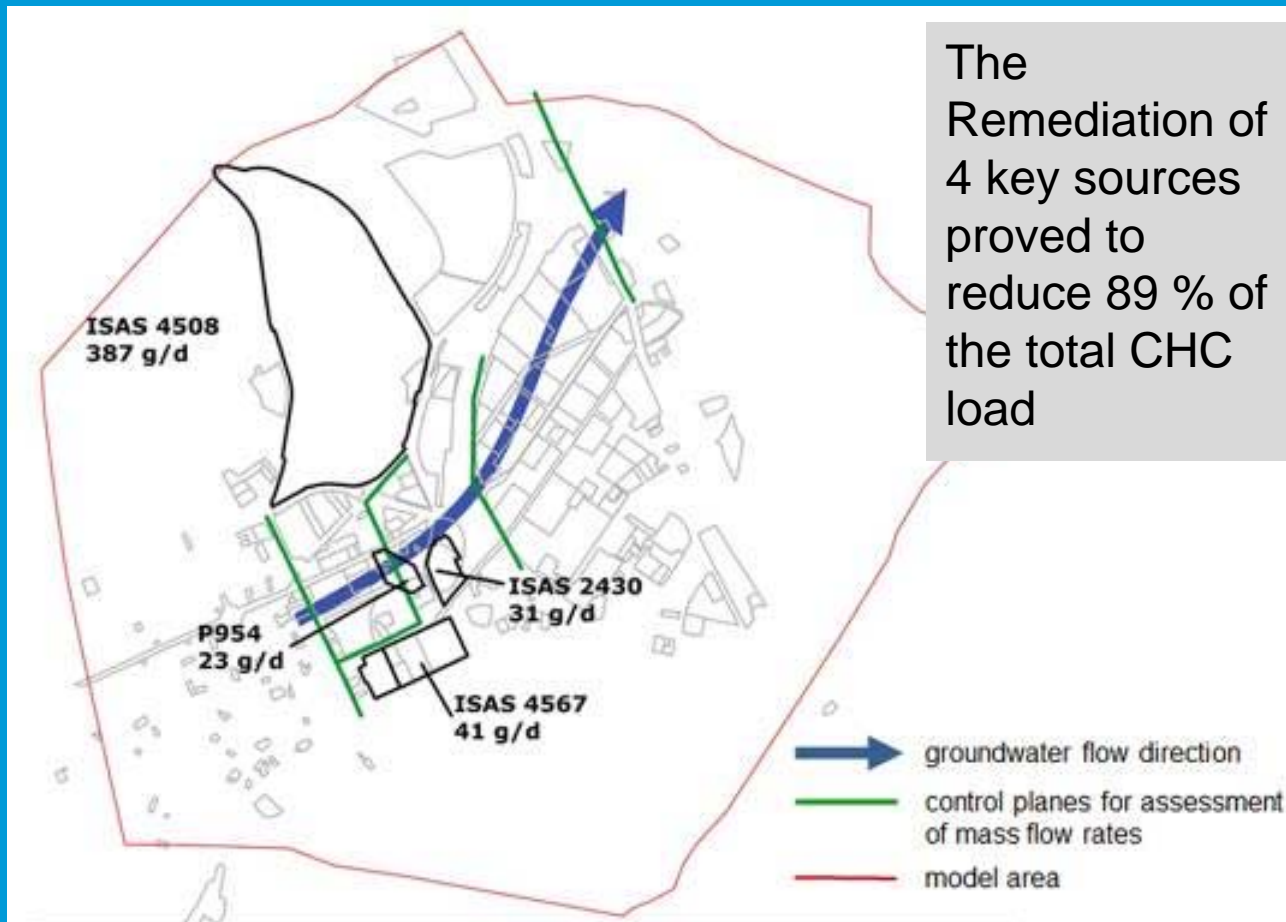 The
Remediation of
4 key sources
proved to
reduce 89 % of
the total CHC
load
ISAS 4508
387 g/d
ISAS 2430
31 g/d
P954
23 g/d
ISAS 4567
41 g/d
groundwater flow direction
control planes for assessment
of mass flow rates
model area